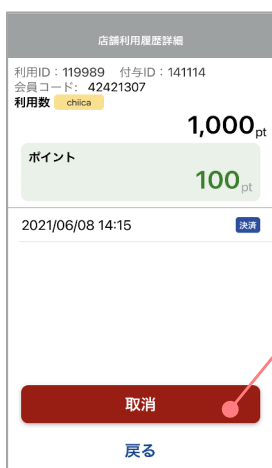 店舗利用履歴詳細
利用ID：119989 付与ID：141114
会員コード： 42421307
利用数 chiica
1,000pt
ポイント
100pt
2021/06/08 14:15 決済
取消
戻る